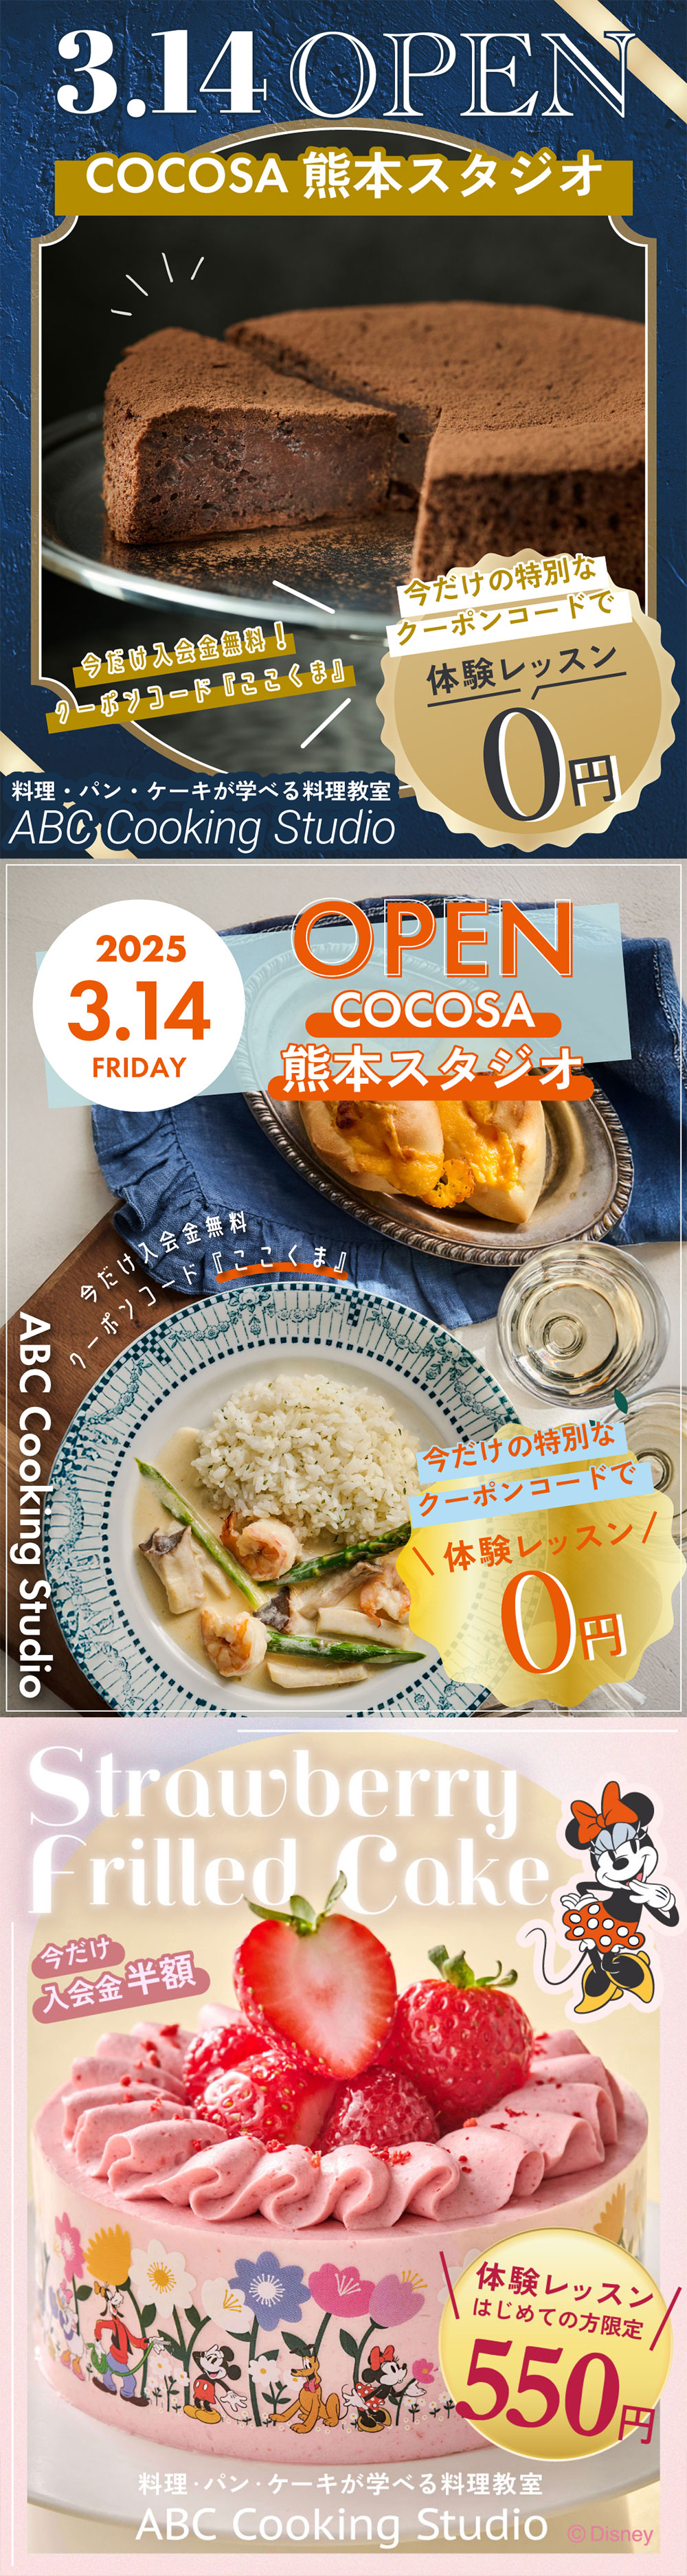 3.14 OPEN
COCOSA 熊本スタジオ
今だけの特別な
クーポンコードで
体験レッスン
0円
今だけ入会金無料！
クーポンコード『ここくま』
料理・パン・ケーキが学べる料理教室
ABC Cooking Studio
2025
3.14
FRIDAY
OPEN
COCOSA
熊本スタジオ
今だけ入会金無料
クーポンコード『ここくま』
ABC Cooking Studio
今だけの特別な
クーポンコードで
体験レッスン
0円
Strawberry
Frilled Cake
今だけ
入会金半額
体験レッスン
はじめての方限定
550円
料理・パン・ケーキが学べる料理教室
ABC Cooking Studio
©Disney